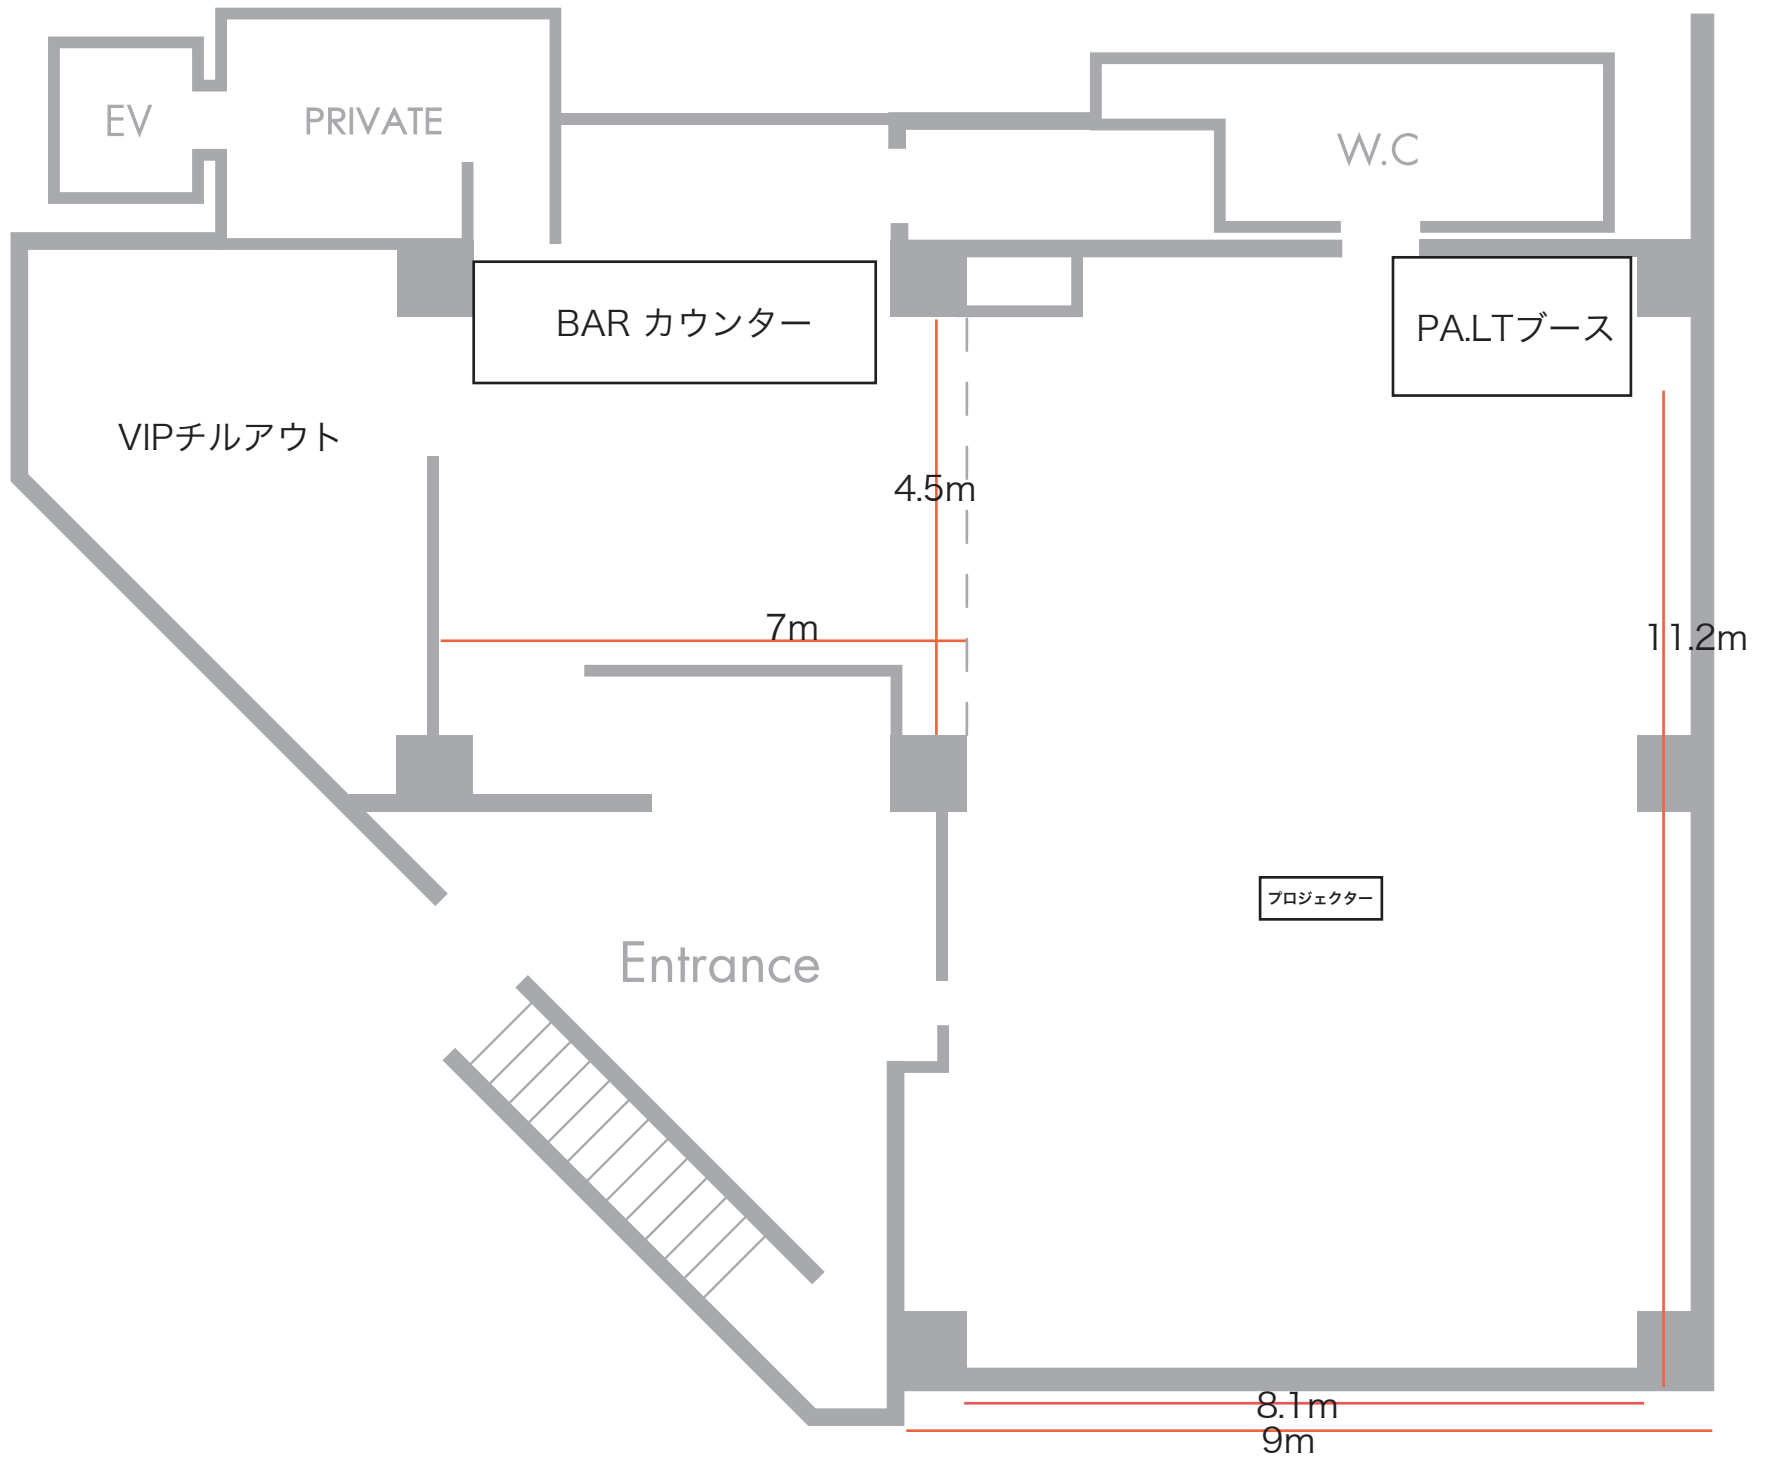 EV
PRIVATE
W.C
BAR カウンター
PA.LTブース
VIPチルアウト
4.5m
7m
11.2m
プロジェクター
Entrance
8.1m
9m